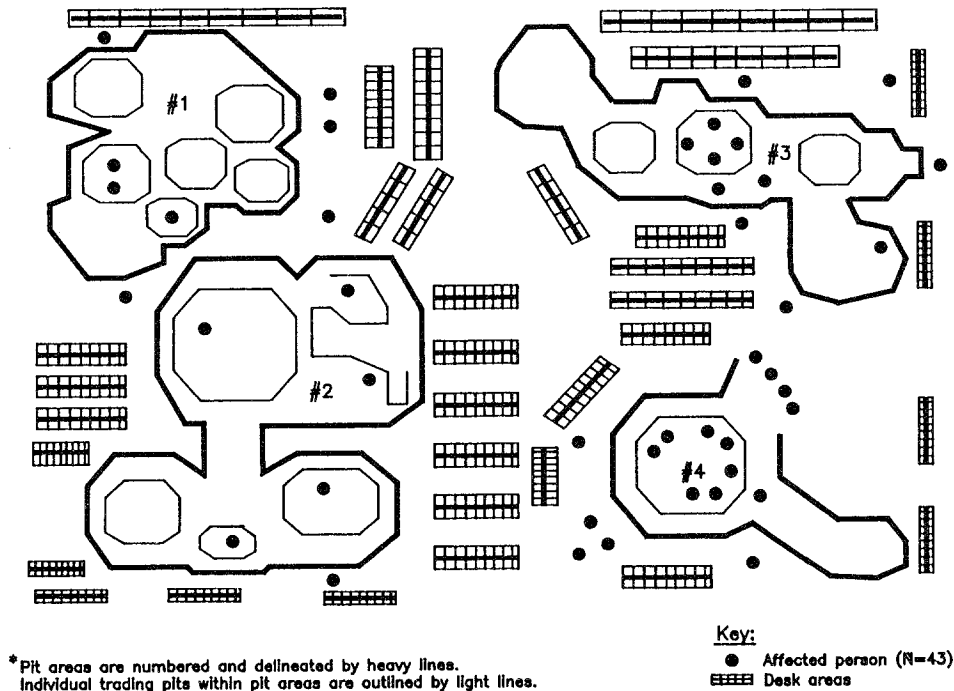 #1
#3
#2
#4
Key:
Affected person (N=43)
Desk areas
*Pit areas are numbered and delineated by heavy lines.
Individual trading pits within pit areas are outlined by light lines.